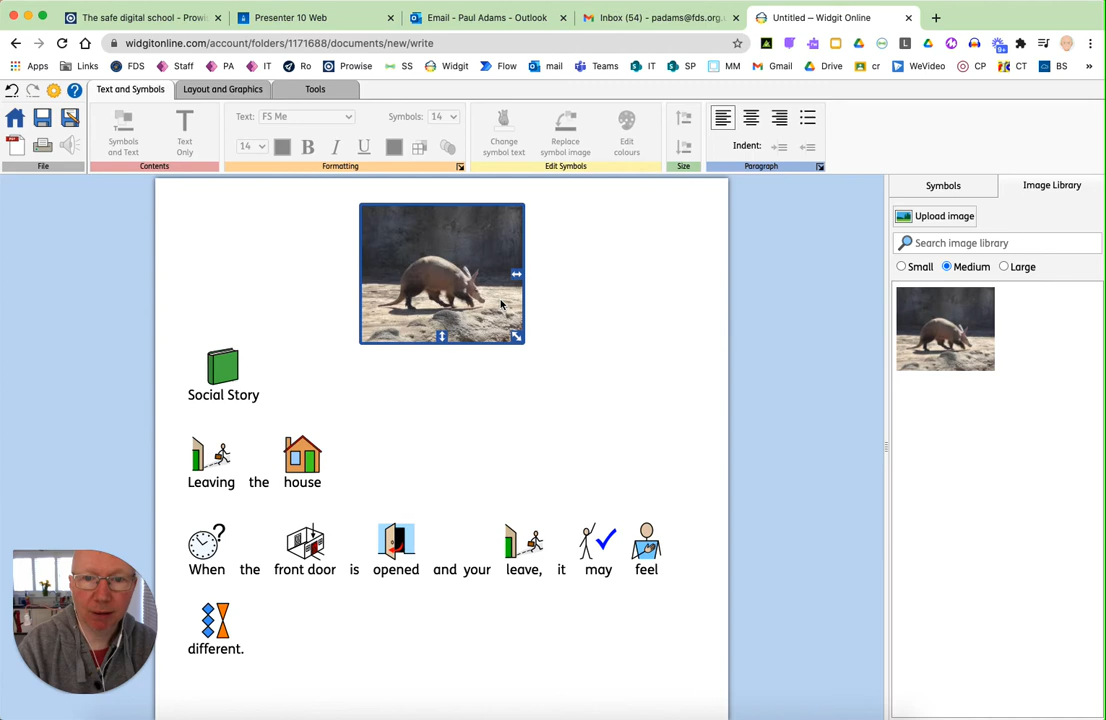 The safe digital school - Prowi
Presenter 10 Web
Email - Paul Adams - Outlook
Inbox (54) - padams@fds.org.u
Untitled — Widgit Online
widgitonline.com/account/folders/1171688/documents/new/write
Apps Links FDS Staff PA IT Ro Prowise SS Widgit Flow mail Teams IT SP MM Gmail Drive cr WeVideo CP CT BS »
Text and Symbols Layout and Graphics Tools
Text: FS Me Symbols: 14
14 B I U
Symbols and Text
Text Only
Change symbol text
Replace symbol image
Edit colours
Indent:
File Contents Formatting Edit Symbols Size Paragraph
Symbols Image Library
Upload image
Search image library
Small Medium Large
Social Story
Leaving the house
When the front door is opened and your leave, it may feel
different.